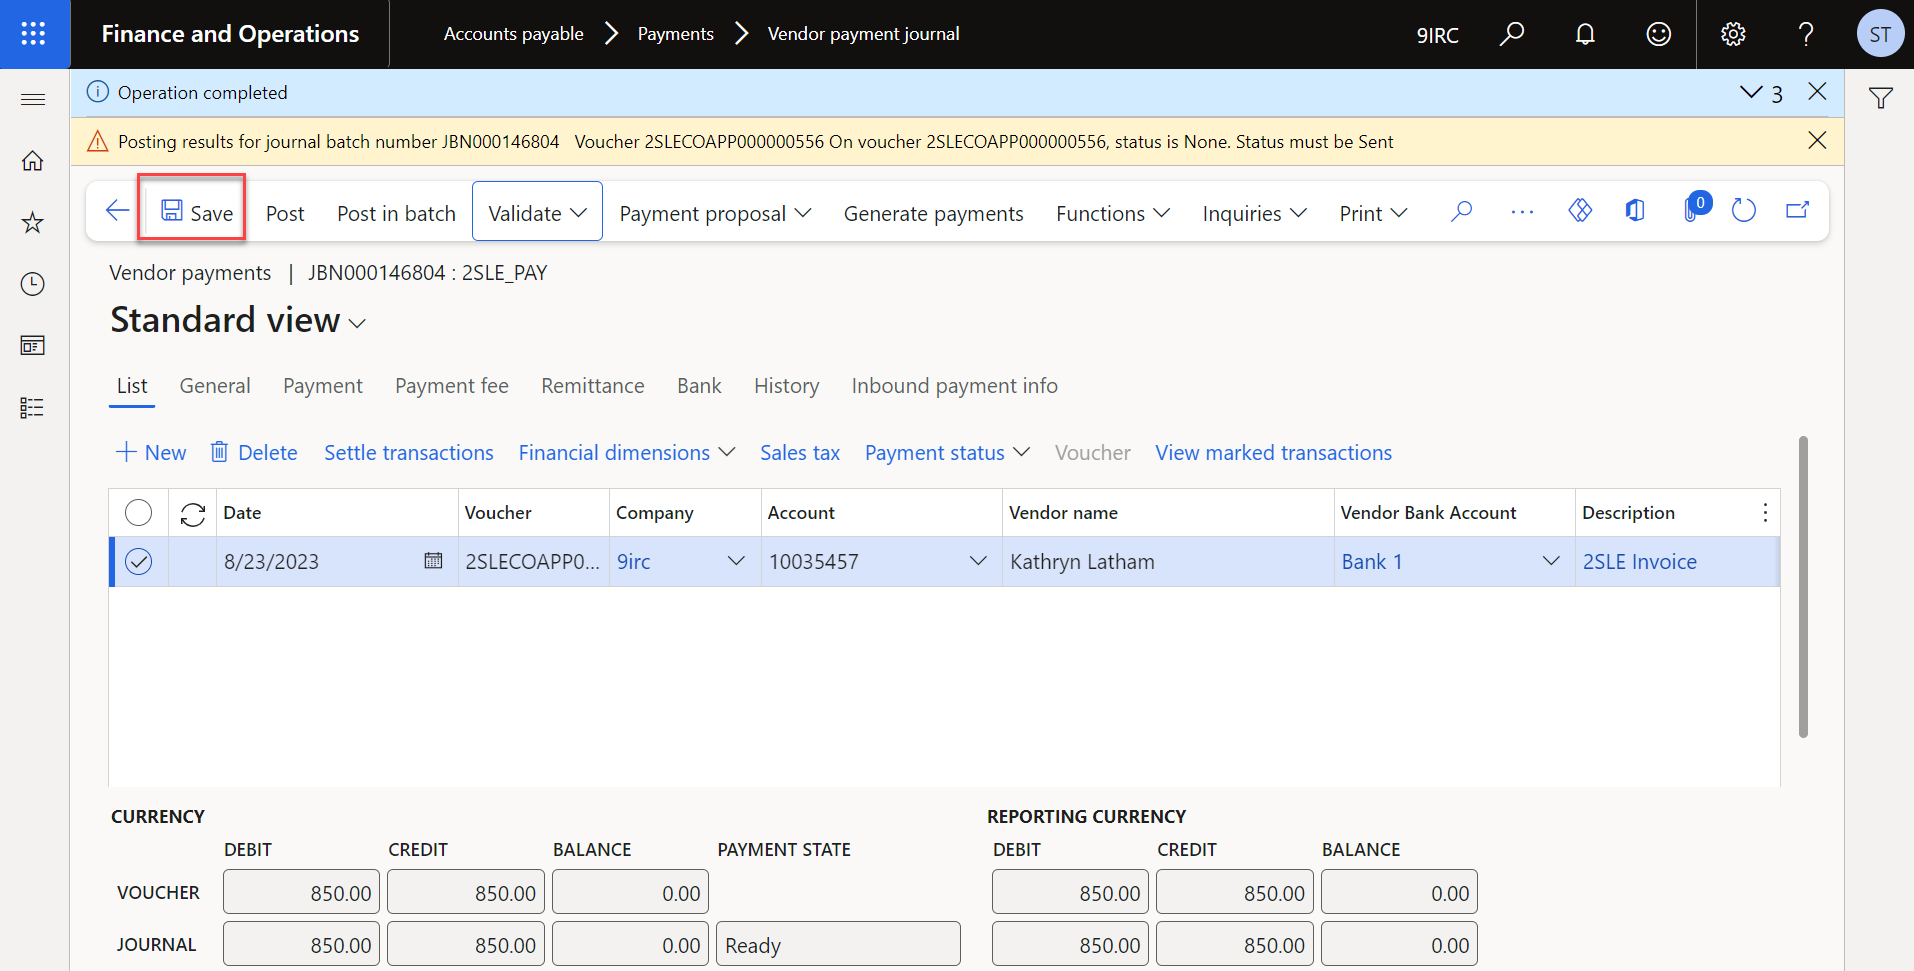 Finance and Operations
Accounts payable
Payments
Vendor payment journal
9IRC
?
ST
Operation completed
3
Posting results for journal batch number JBN000146804 Voucher 2SLECOAPP000000556 On voucher 2SLECOAPP000000556, status is None. Status must be Sent
Save
Post
Post in batch
Validate
Payment proposal
Generate payments
Functions
Inquiries
Print
...
0
Vendor payments | JBN000146804 : 2SLE_PAY
Standard view
List
General
Payment
Payment fee
Remittance
Bank
History
Inbound payment info
New
Delete
Settle transactions
Financial dimensions
Sales tax
Payment status
Voucher
View marked transactions
Date
Voucher
Company
Account
Vendor name
Vendor Bank Account
Description
8/23/2023
2SLECOAPP0...
9irc
10035457
Kathryn Latham
Bank 1
2SLE Invoice
CURRENCY
REPORTING CURRENCY
DEBIT
CREDIT
BALANCE
PAYMENT STATE
DEBIT
CREDIT
BALANCE
VOUCHER
850.00
850.00
0.00
850.00
850.00
0.00
JOURNAL
850.00
850.00
0.00
Ready
850.00
850.00
0.00